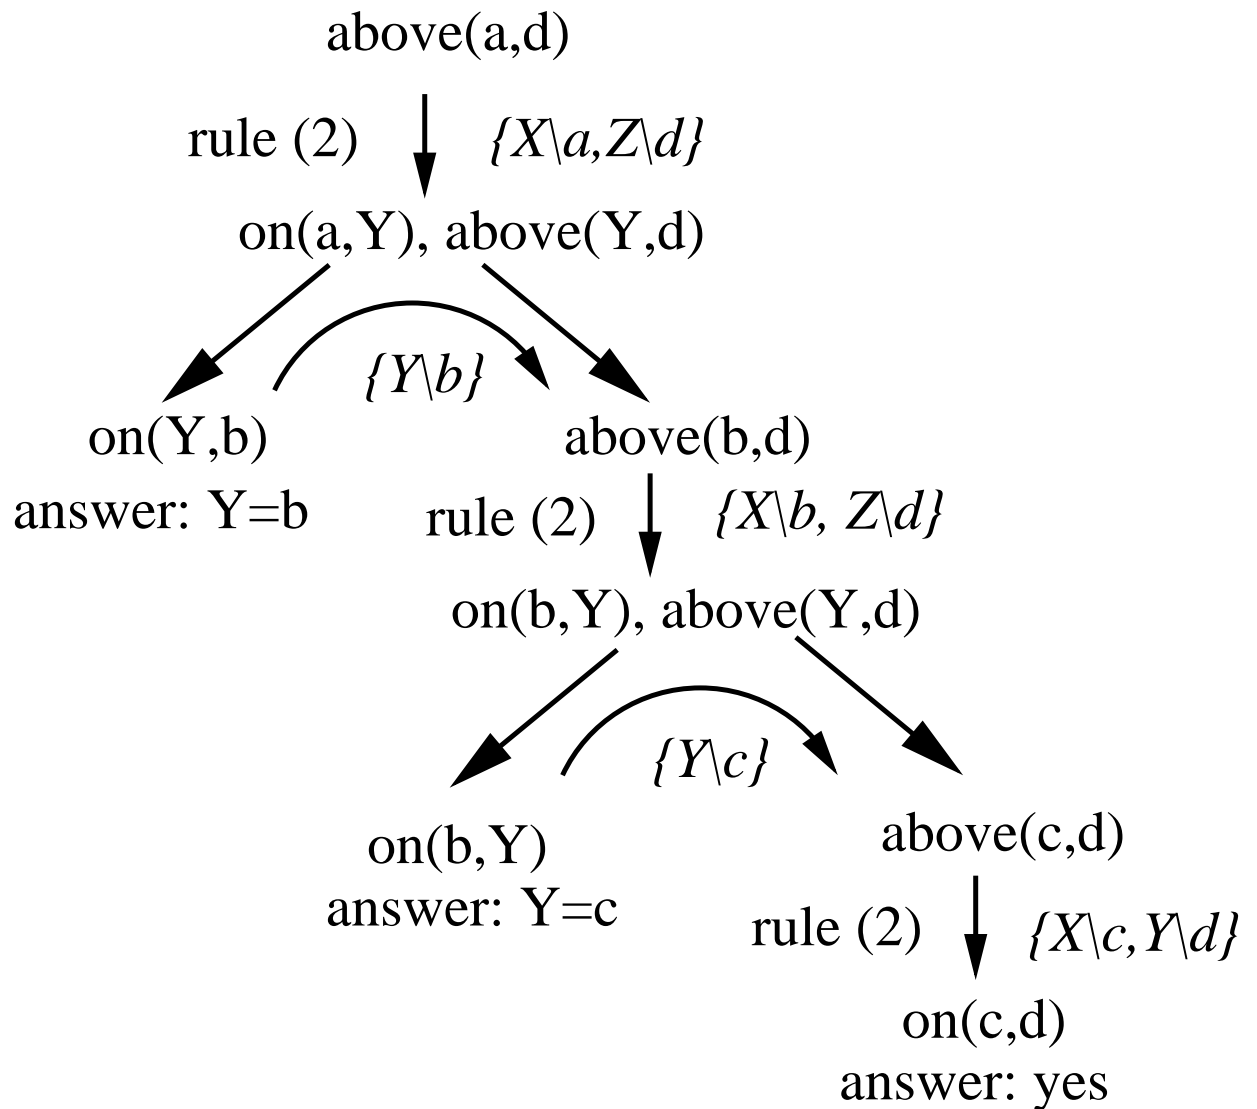 above(a,d)
rule (2) {X\a,Z\d}
on(a,Y), above(Y,d)
{Y\b}
on(Y,b) above(b,d)
answer: Y=b rule (2) {X\b, Z\d}
on(b,Y), above(Y,d)
{Y\c}
on(b,Y) above(c,d)
answer: Y=c rule (2) {X\c,Y\d}
on(c,d)
answer: yes